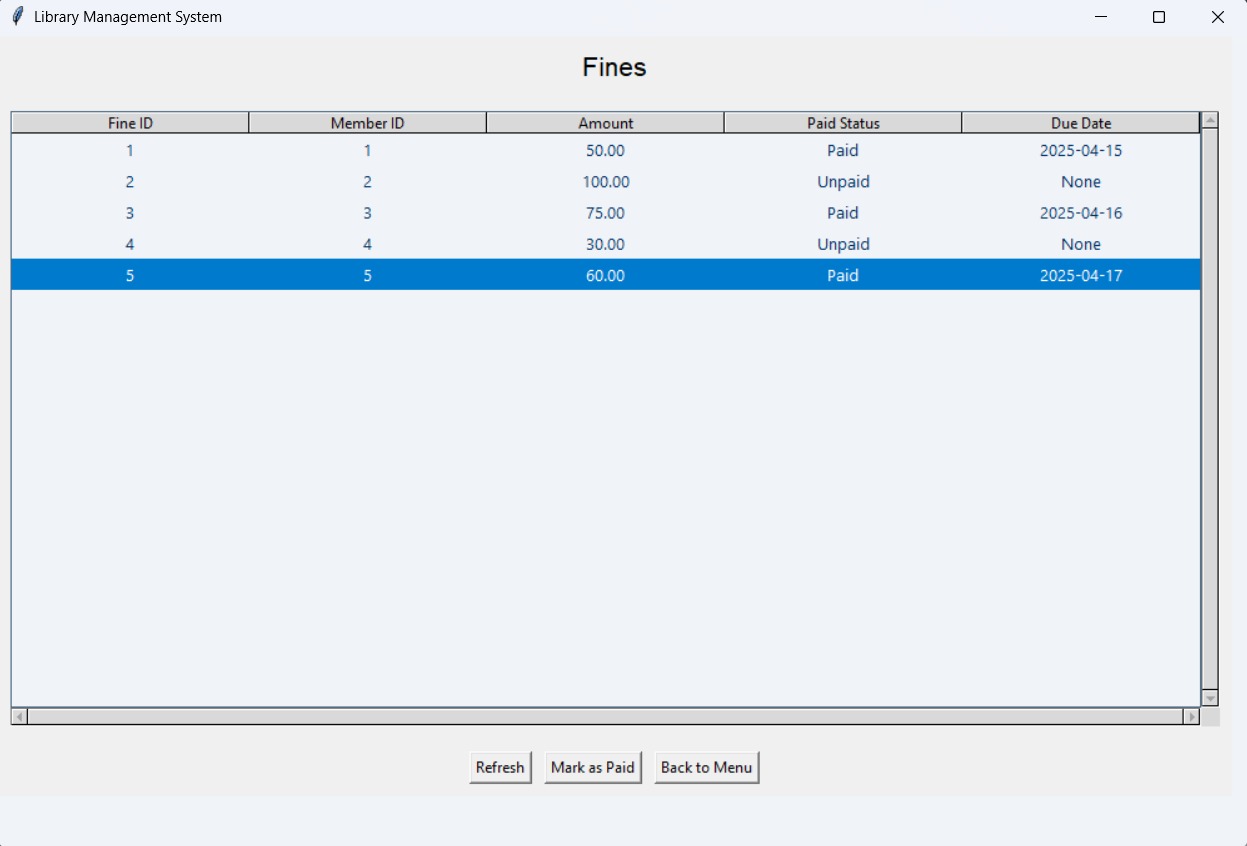 Library Management System
Fines
Fine ID Member ID Amount Paid Status Due Date
1 1 50.00 Paid 2025-04-15
2 2 100.00 Unpaid None
3 3 75.00 Paid 2025-04-16
4 4 30.00 Unpaid None
5 5 60.00 Paid 2025-04-17
Refresh Mark as Paid Back to Menu